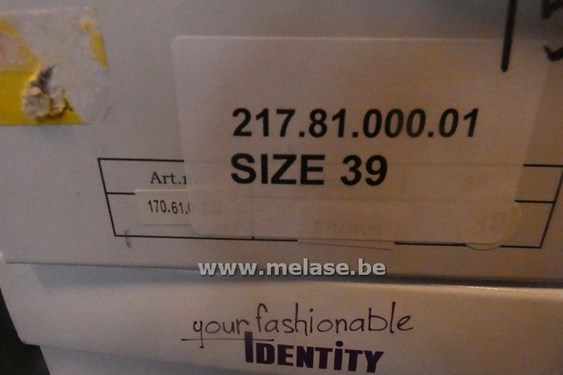 217.81.000.01
SIZE 39
Art.
170.61.
www.melase.be
your fashionable
IDENTITY